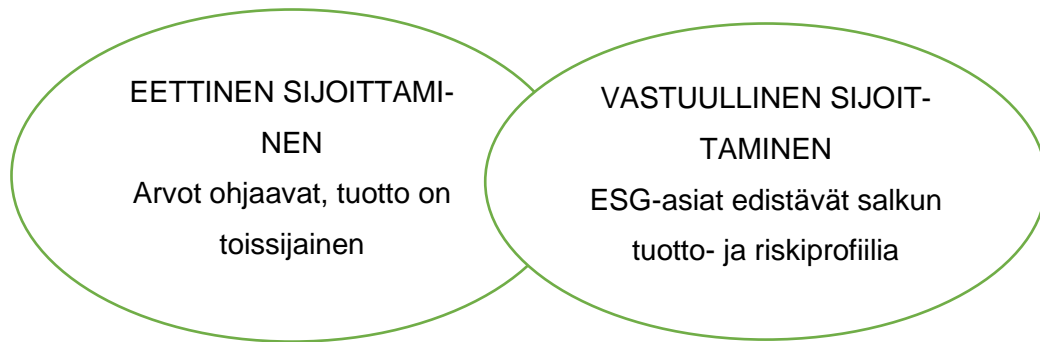 EETTINEN SIJOITTAMI-
NEN
Arvot ohjaavat, tuotto on
toissijainen
VASTUULLINEN SIJOIT-
TAMINEN
ESG-asiat edistävät salkun
tuotto- ja riskiprofiilia